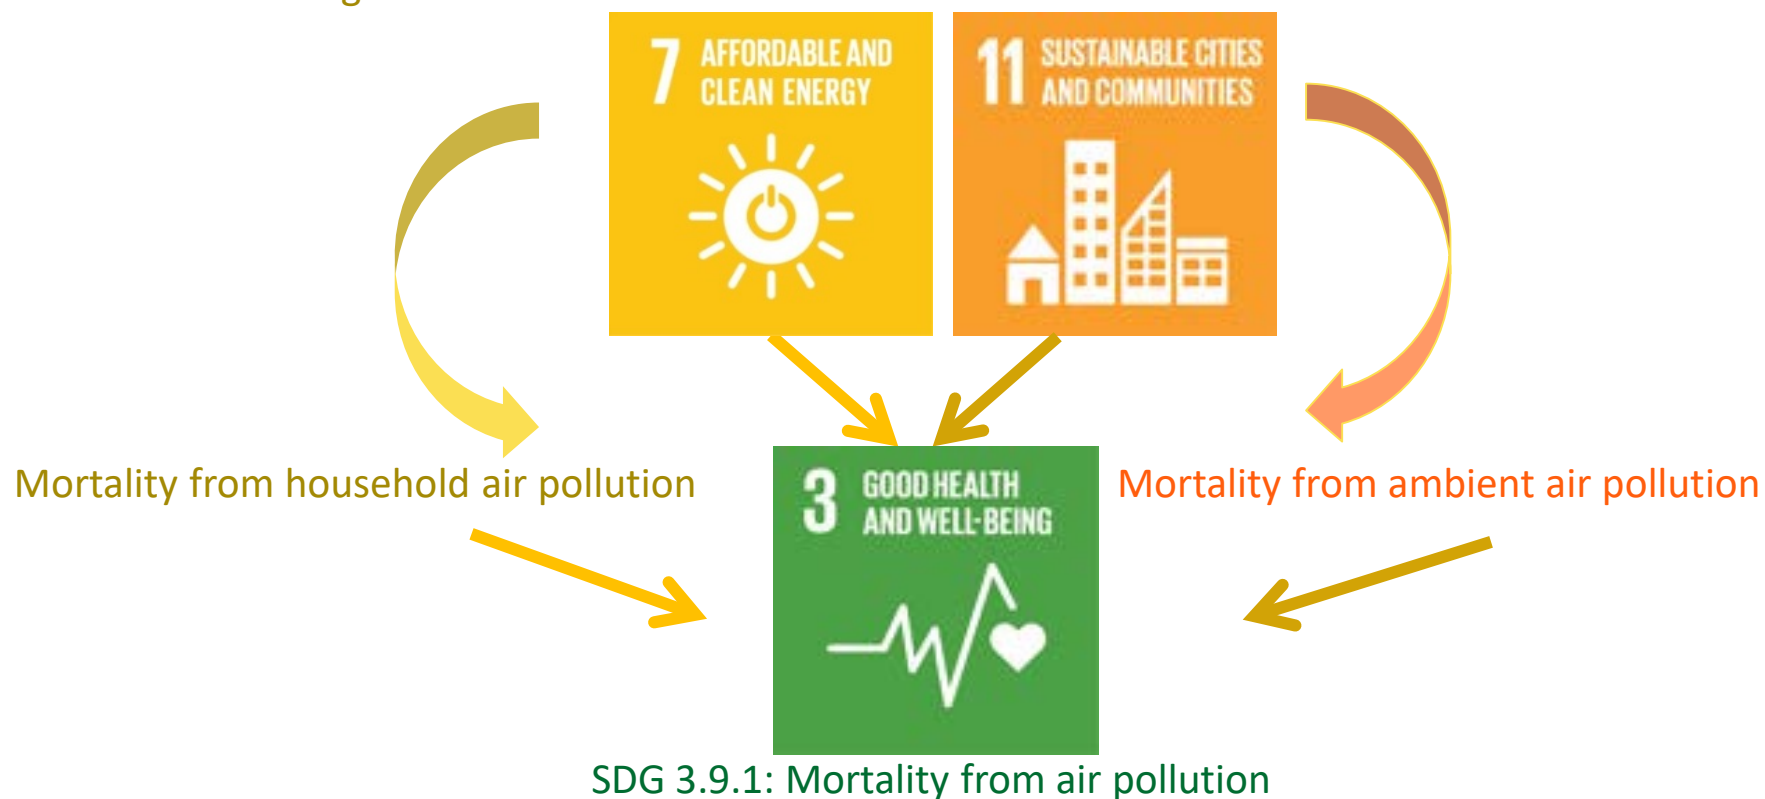 7 AFFORDABLE AND
CLEAN ENERGY
11 SUSTAINABLE CITIES
AND COMMUNITIES
Mortality from household air pollution
3 GOOD HEALTH
AND WELL-BEING
Mortality from ambient air pollution
SDG 3.9.1: Mortality from air pollution